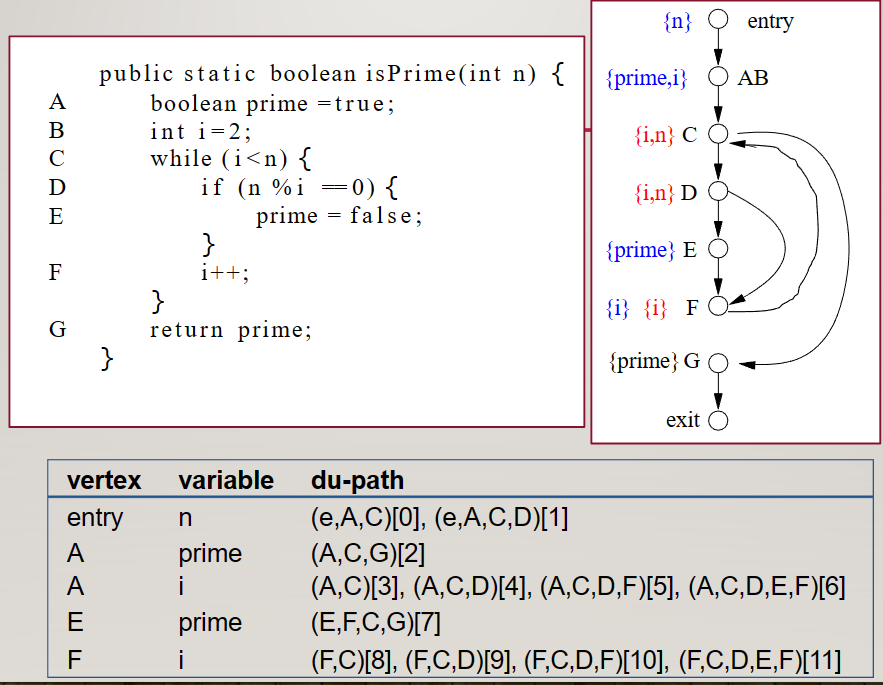 public static boolean isPrime(int n) {
A boolean prime =true;
B int i=2;
C while (i<n) {
D if (n %i ==0) {
E prime = false;
}
F i++;
}
G return prime;
}
{n} entry
{prime,i} AB
{i,n} C
{i,n} D
{prime} E
{i} {i} F
{prime} G
exit
vertex variable du-path
entry n (e,A,C)[0], (e,A,C,D)[1]
A prime (A,C,G)[2]
A i (A,C)[3], (A,C,D)[4], (A,C,D,F)[5], (A,C,D,E,F)[6]
E prime (E,F,C,G)[7]
F i (F,C)[8], (F,C,D)[9], (F,C,D,F)[10], (F,C,D,E,F)[11]